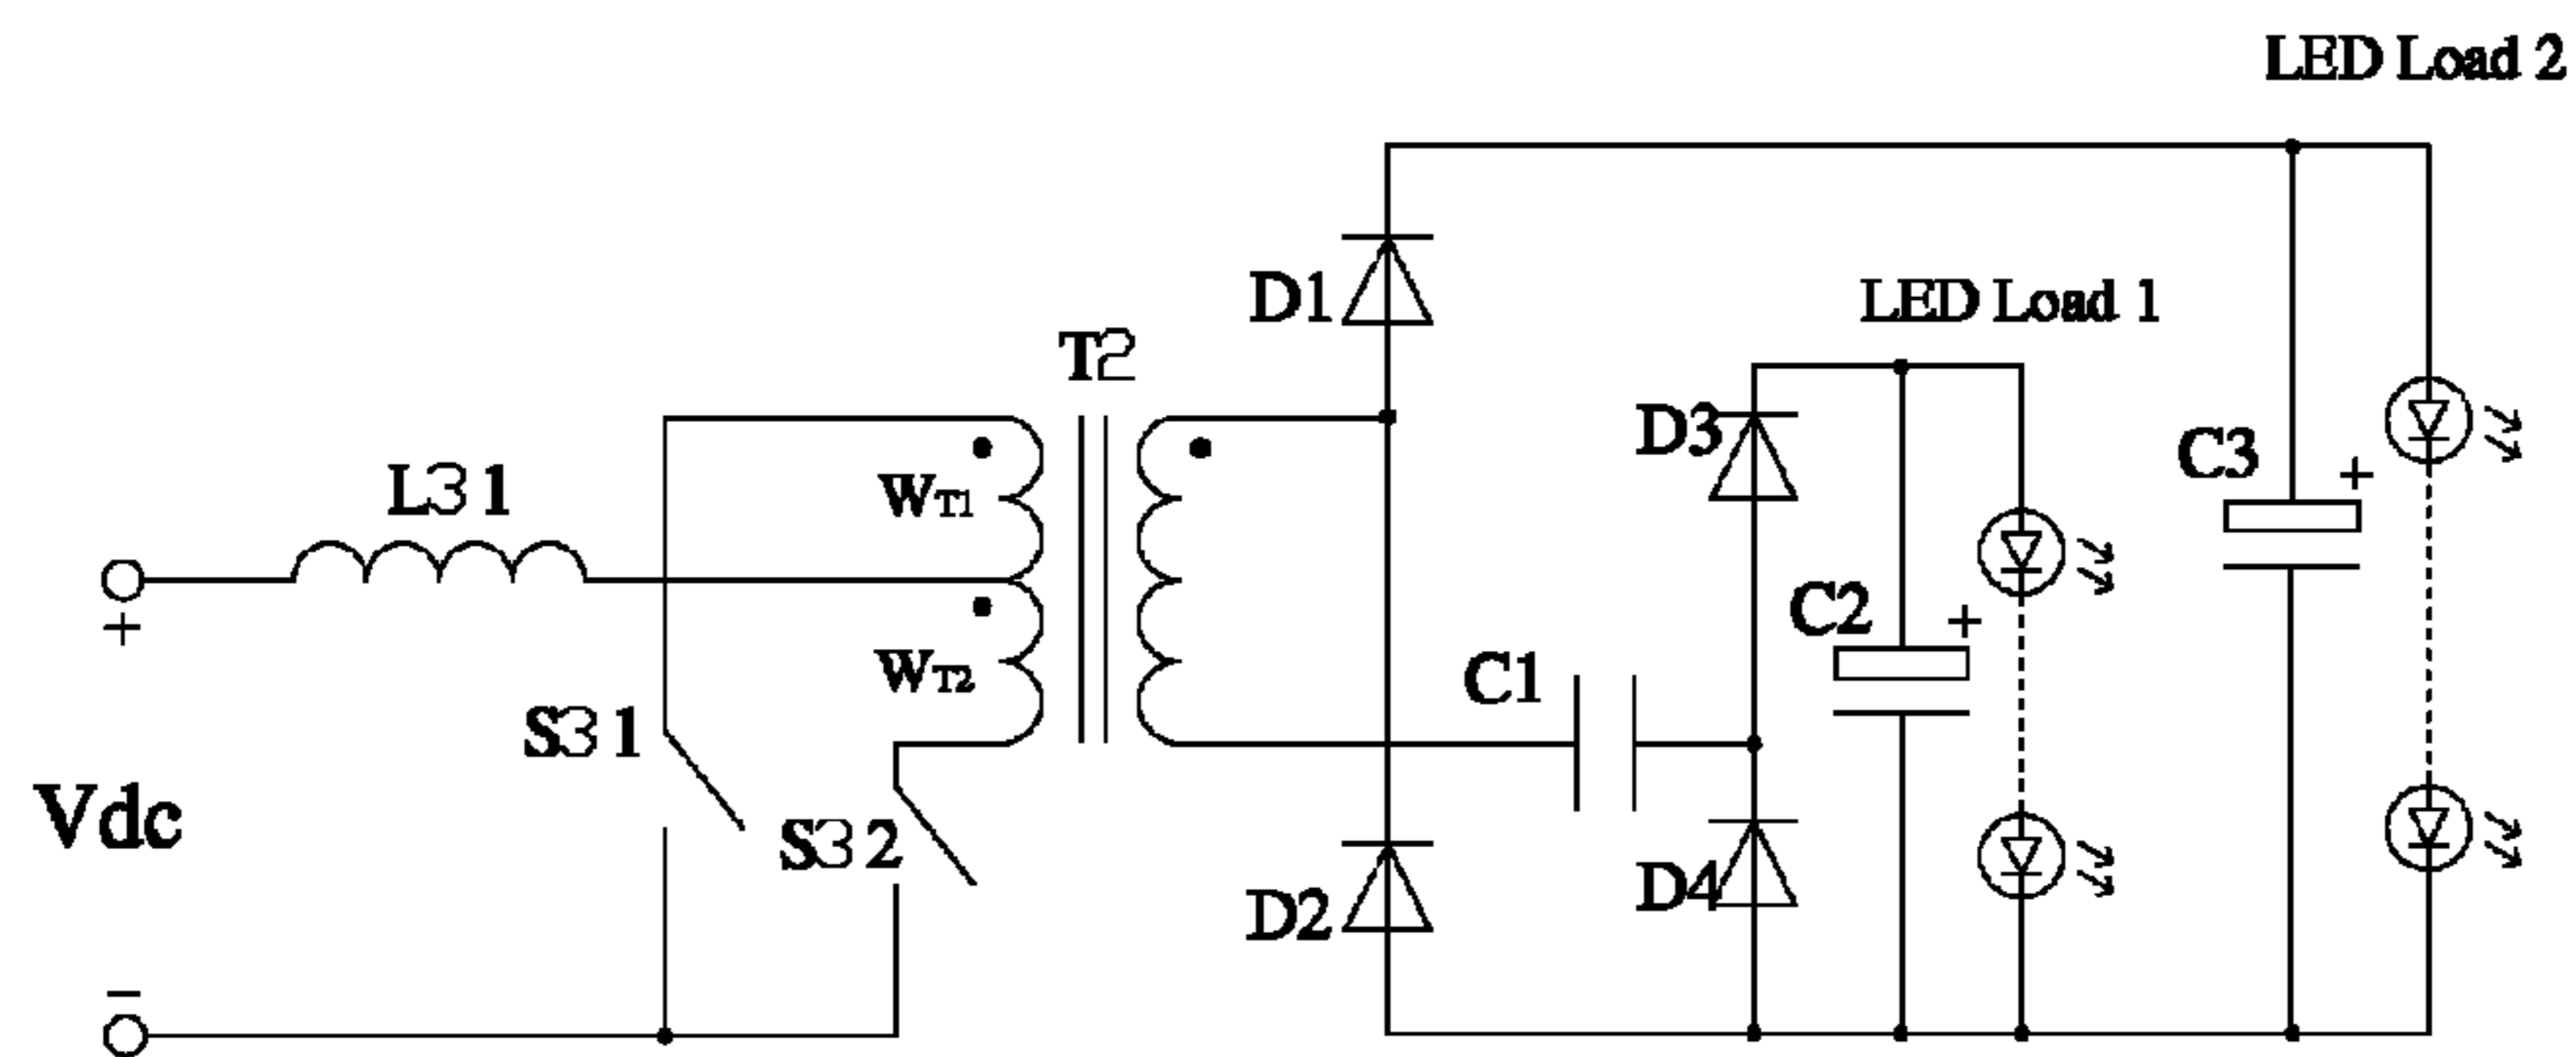 LED Load 2
D1
LED Load 1
T2
D3
C3
+
L31
WT1
+
C2
+
WT2
C1
S31
Vdc
S32
D4
D2
−